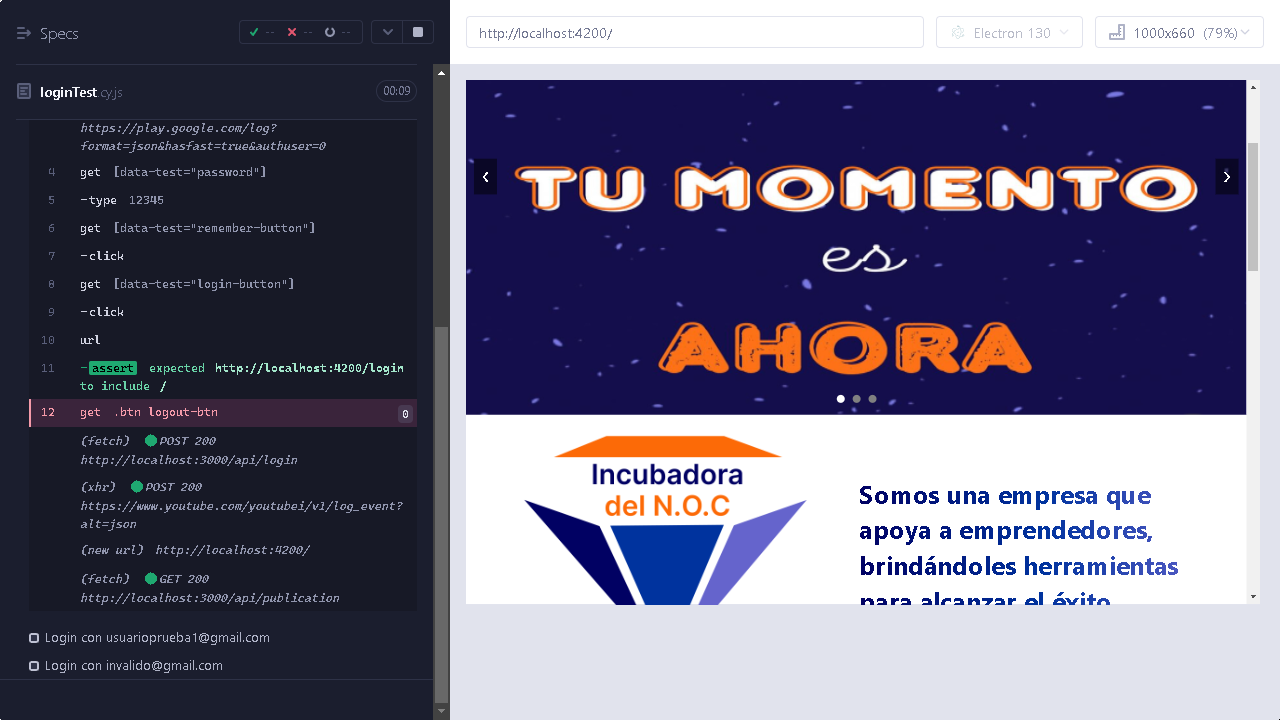 Specs
-- -- --
loginTest.cy.js 00:09
https://play.google.com/log?
format=json&hasfast=true&authuser=0
4 get [data-test="password"]
5 -type 12345
6 get [data-test="remember-button"]
7 -click
8 get [data-test="login-button"]
9 -click
10 url
11 -assert expected http://localhost:4200/login
to include /
12 get .btn logout-btn 0
(fetch) POST 200
http://localhost:3000/api/login
(xhr) POST 200
https://www.youtube.com/youtubei/v1/log_event?
alt=json
(new url) http://localhost:4200/
(fetch) GET 200
http://localhost:3000/api/publication
Login con usuarioprueba1@gmail.com
Login con invalido@gmail.com
http://localhost:4200/
Electron 130
1000x660 (79%)
TU MOMENTO
es
AHORA
Incubadora
del N.O.C
Somos una empresa que
apoya a emprendedores,
brindándoles herramientas
para alcanzar el éxito